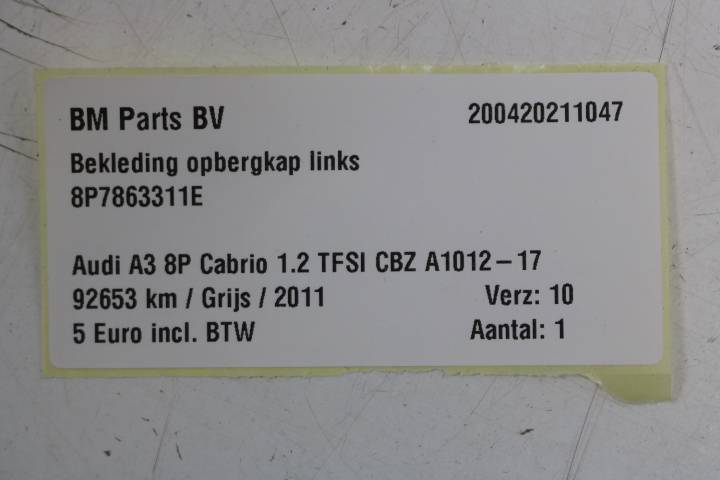 BM Parts BV 200420211047
Bekleding opbergkap links
8P7863311E
Audi A3 8P Cabrio 1.2 TFSI CBZ A1012-17
92653 km / Grijs / 2011 Verz: 10
5 Euro incl. BTW Aantal: 1